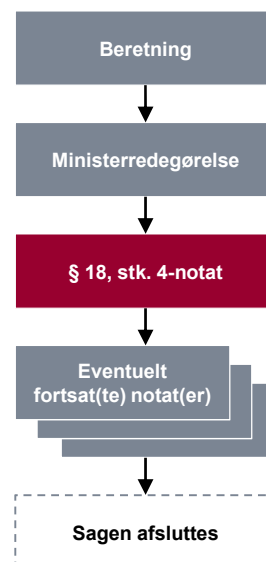 Beretning
Ministerredegørelse
§ 18, stk. 4-notat
Eventuelt
fortsat(te) notat(er)
Sagen afsluttes